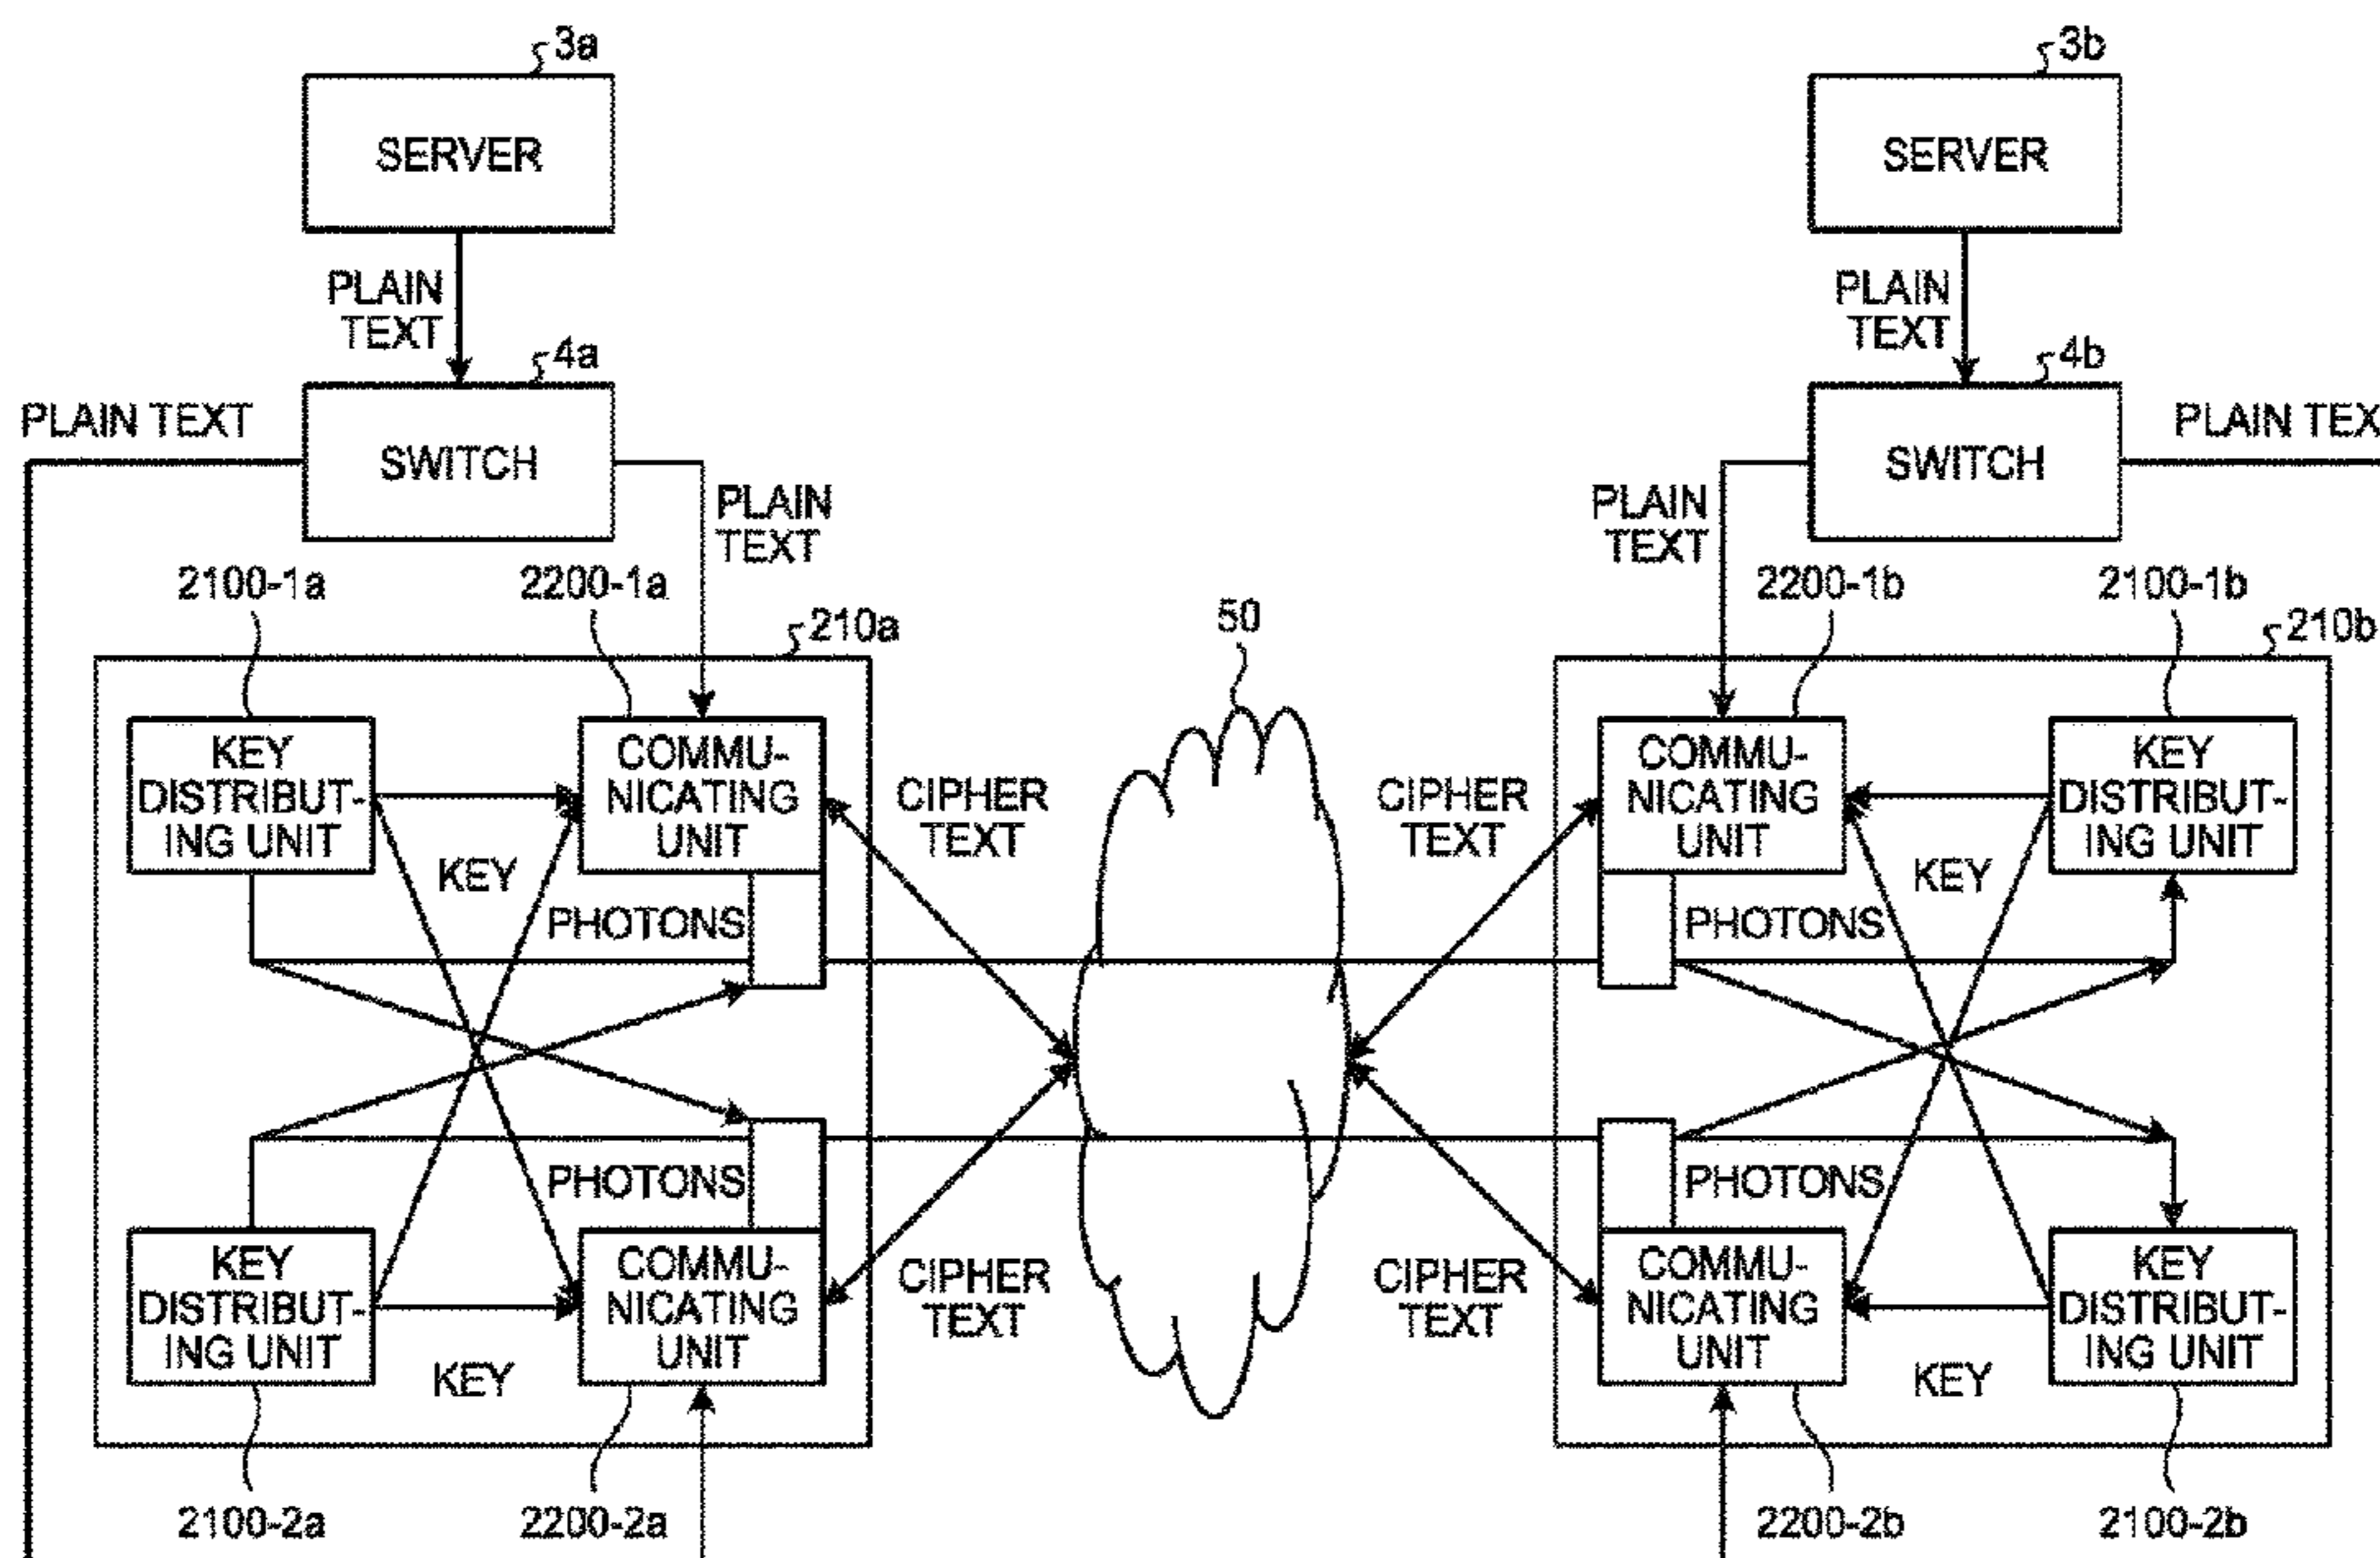 3a
3b
SERVER
SERVER
PLAIN
TEXT
PLAIN
TEXT
4a
4b
PLAIN TEXT
SWITCH
SWITCH
PLAIN TEX
PLAIN
TEXT
PLAIN
TEXT
2100-1a
2200-1a
210a
50
2200-1b
2100-1b
210b
KEY
DISTRIBUT-
ING UNIT
COMMU-
NICATING
UNIT
CIPHER
TEXT
CIPHER
TEXT
COMMU-
NICATING
UNIT
KEY
DISTRIBUT-
ING UNIT
KEY
KEY
PHOTONS
PHOTONS
PHOTONS
PHOTONS
KEY
DISTRIBUT-
ING UNIT
COMMU-
NICATING
UNIT
CIPHER
TEXT
CIPHER
TEXT
COMMU-
NICATING
UNIT
KEY
DISTRIBUT-
ING UNIT
KEY
KEY
2100-2a
2200-2a
2200-2b
2100-2b